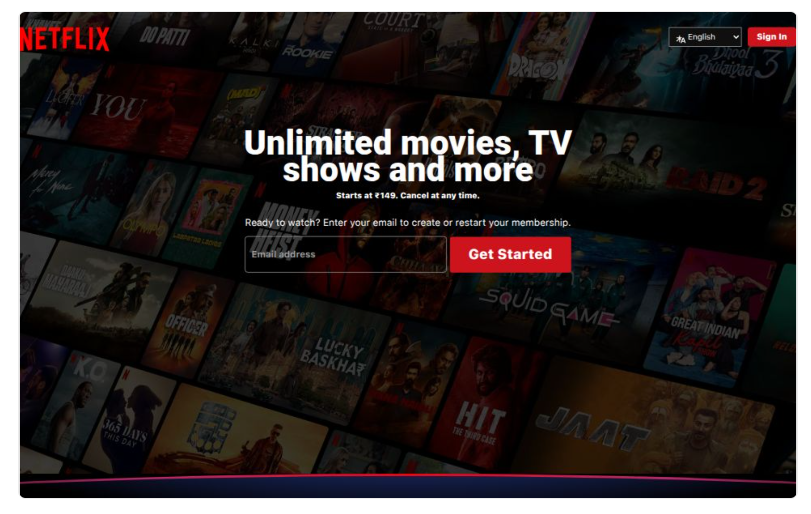 COURT
NETFLIX
DO PATTI
KALKI
ROOKIE
DRAGON
English
Sign In
Bhool
Bhulaiyaa 3
LUCIFER
YOU
Unlimited movies, TV
shows and more
RAID 2
Starts at ₹149. Cancel at any time.
Money
Ready to watch? Enter your email to create or restart your membership.
MONEY
HEIST
Email address
Get Started
SQUID GAME
OFFICER
GREAT INDIAN
Kapil
LUCKY
BASKHAR
K.O.
365 DAYS
THIS DAY
HIT
THE THIRD CASE
JAAT